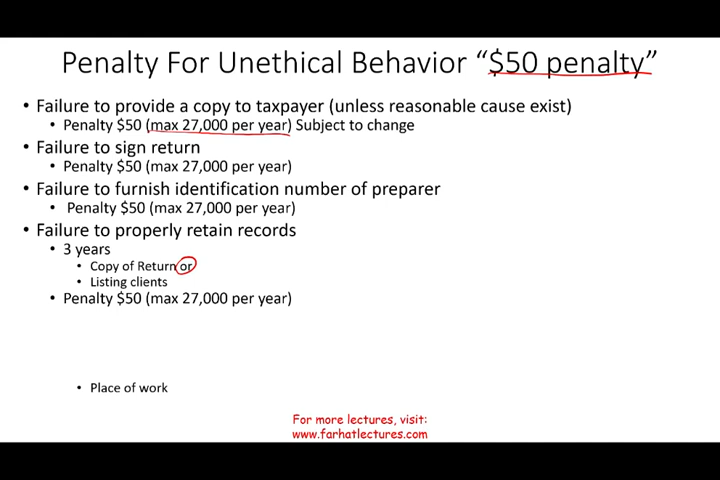 Penalty For Unethical Behavior “$50 penalty”
• Failure to provide a copy to taxpayer (unless reasonable cause exist)
• Penalty $50 (max 27,000 per year) Subject to change
• Failure to sign return
• Penalty $50 (max 27,000 per year)
• Failure to furnish identification number of preparer
• Penalty $50 (max 27,000 per year)
• Failure to properly retain records
• 3 years
• Copy of Return or
• Listing clients
• Penalty $50 (max 27,000 per year)
• Place of work
For more lectures, visit:
www.farhatlectures.com